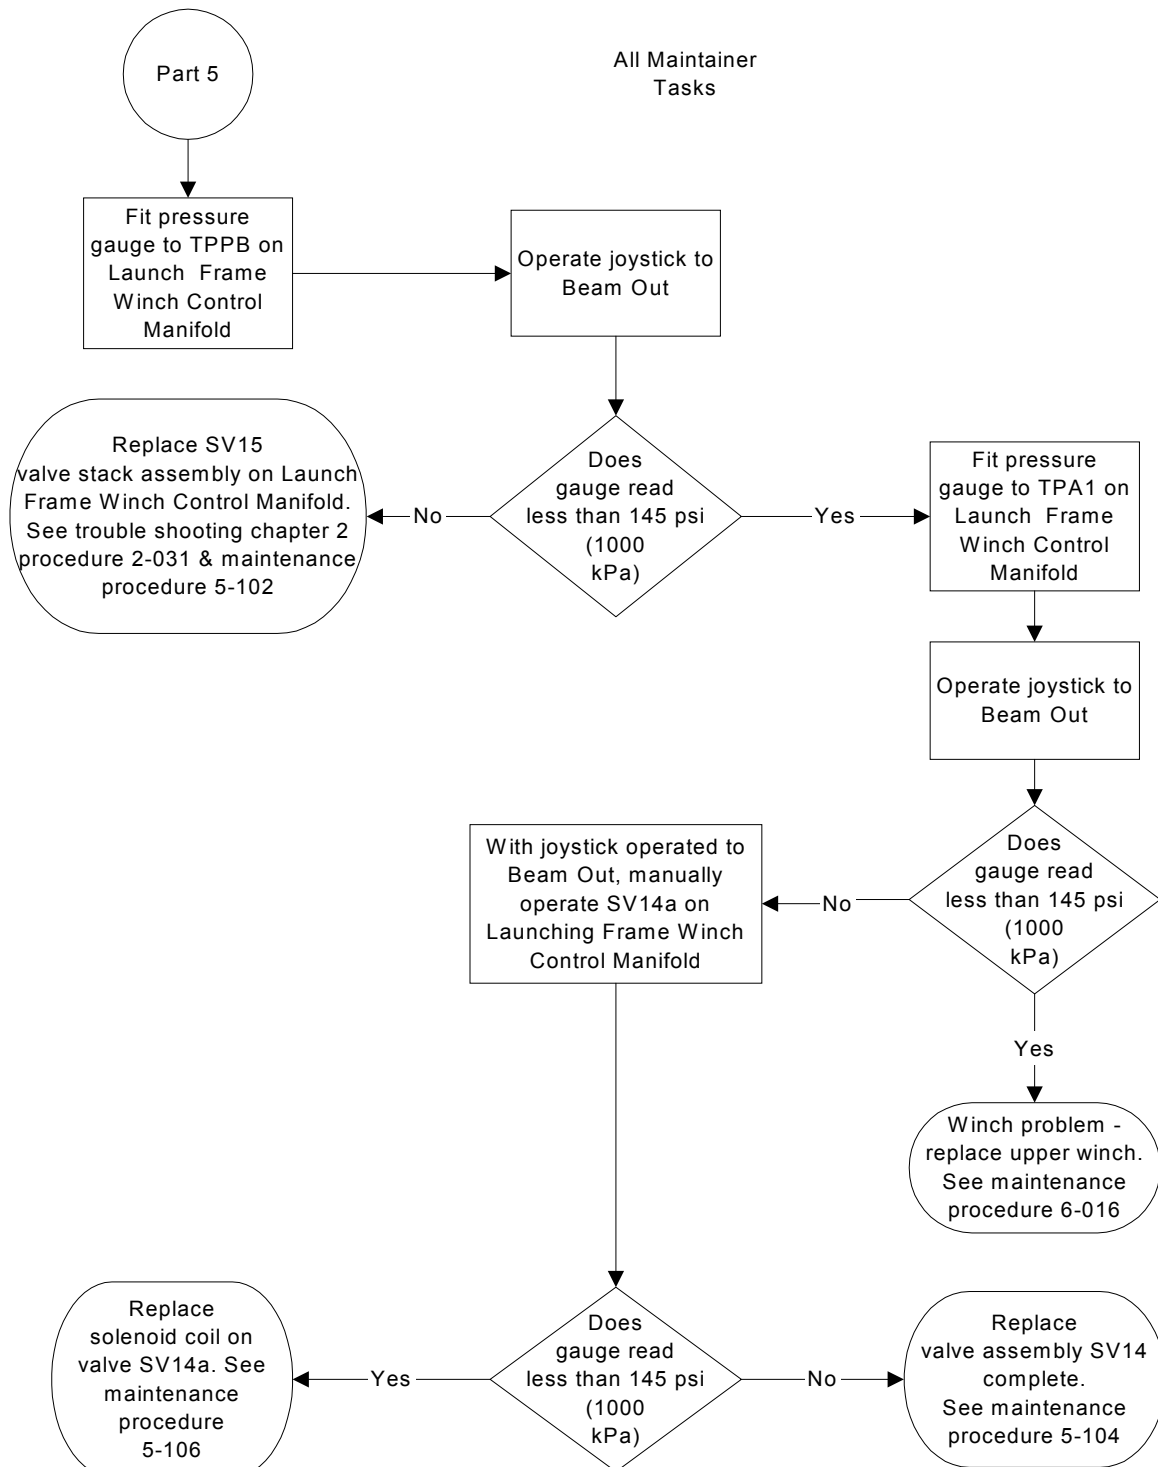 Part 5
All Maintainer
Tasks
Fit pressure
gauge to TPPB on
Launch Frame
Winch Control
Manifold
Operate joystick to
Beam Out
Does
gauge read
less than 145 psi
(1000
kPa)
No
Yes
Replace SV15
valve stack assembly on Launch
Frame Winch Control Manifold.
See trouble shooting chapter 2
procedure 2-031 & maintenance
procedure 5-102
Fit pressure
gauge to TPA1 on
Launch Frame
Winch Control
Manifold
Operate joystick to
Beam Out
Does
gauge read
less than 145 psi
(1000
kPa)
No
Yes
With joystick operated to
Beam Out, manually
operate SV14a on
Launching Frame Winch
Control Manifold
Winch problem -
replace upper winch.
See maintenance
procedure 6-016
Does
gauge read
less than 145 psi
(1000
kPa)
Yes
No
Replace
solenoid coil on
valve SV14a. See
maintenance
procedure
5-106
Replace
valve assembly SV14
complete.
See maintenance
procedure 5-104